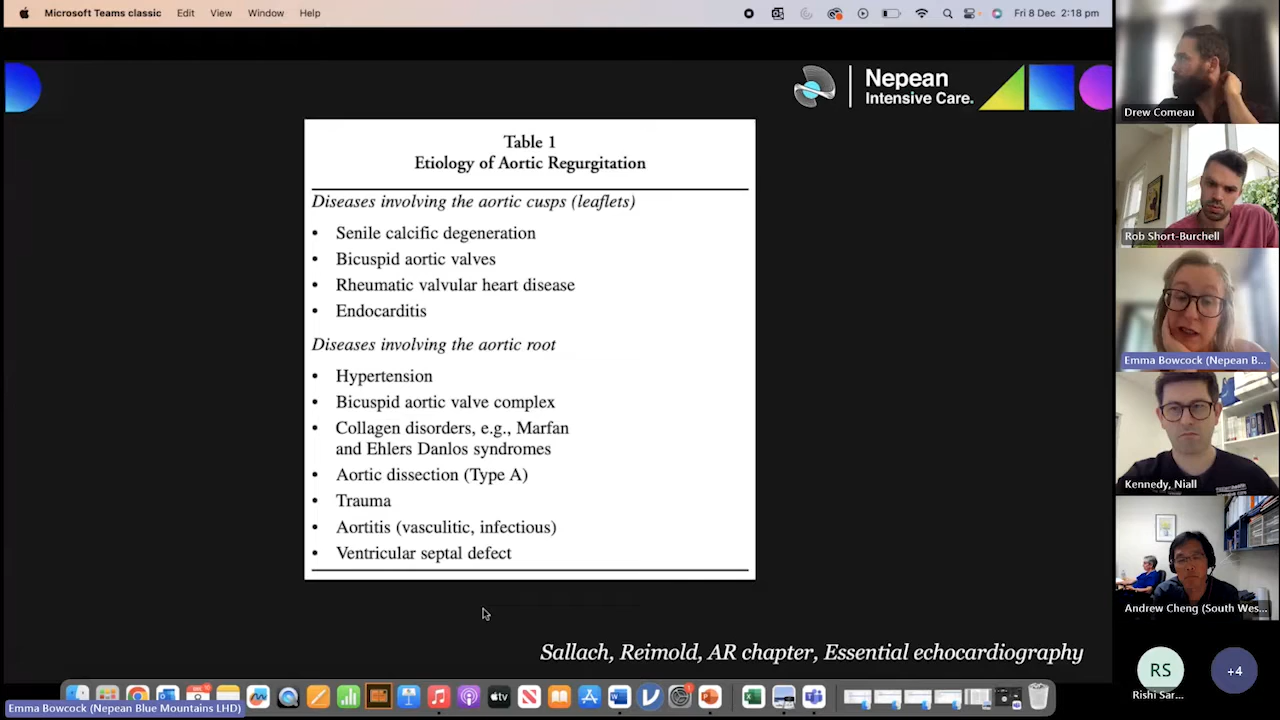 Microsoft Teams classic Edit View Window Help Fri 8 Dec 2:18 pm
Nepean
Intensive Care.
Table 1
Etiology of Aortic Regurgitation
Diseases involving the aortic cusps (leaflets)
• Senile calcific degeneration
• Bicuspid aortic valves
• Rheumatic valvular heart disease
• Endocarditis
Diseases involving the aortic root
• Hypertension
• Bicuspid aortic valve complex
• Collagen disorders, e.g., Marfan
and Ehlers Danlos syndromes
• Aortic dissection (Type A)
• Trauma
• Aortitis (vasculitic, infectious)
• Ventricular septal defect
Sallach, Reimold, AR chapter, Essential echocardiography
Emma Bowcock (Nepean Blue Mountains LHD)
Drew Comeau
Rob Short-Burchell
Emma Bowcock (Nepean B...
Kennedy, Niall
Andrew Cheng (South Wes...
RS
Rishi Sar...
+4